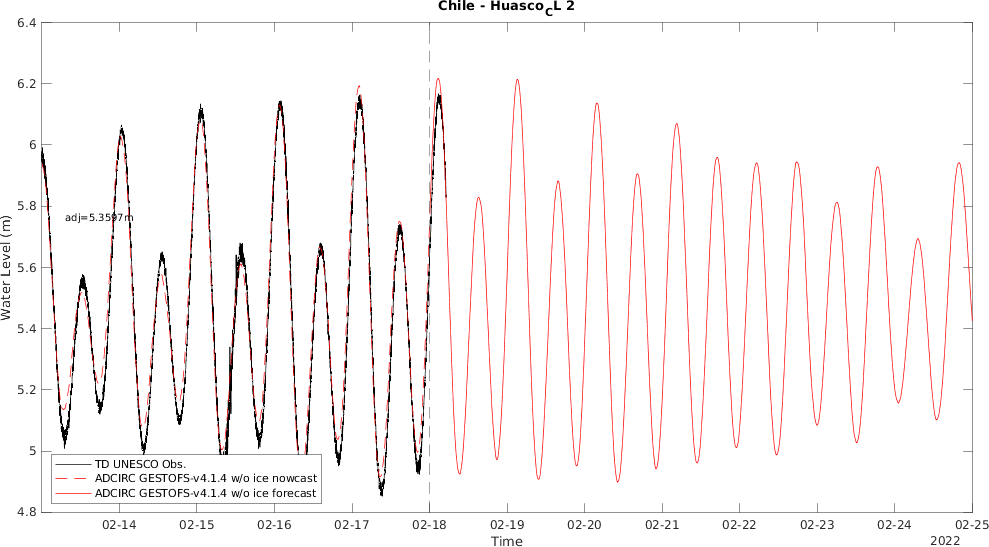 Chile - Huasco_CL 2
6.4
6.2
6
5.8
5.6
5.4
5.2
5
4.8
Water Level (m)
adj=5.3597m
TD UNESCO Obs.
ADCIRC GESTOFS-v4.1.4 w/o ice nowcast
ADCIRC GESTOFS-v4.1.4 w/o ice forecast
02-14 02-15 02-16 02-17 02-18 02-19 02-20 02-21 02-22 02-23 02-24 02-25
Time
2022